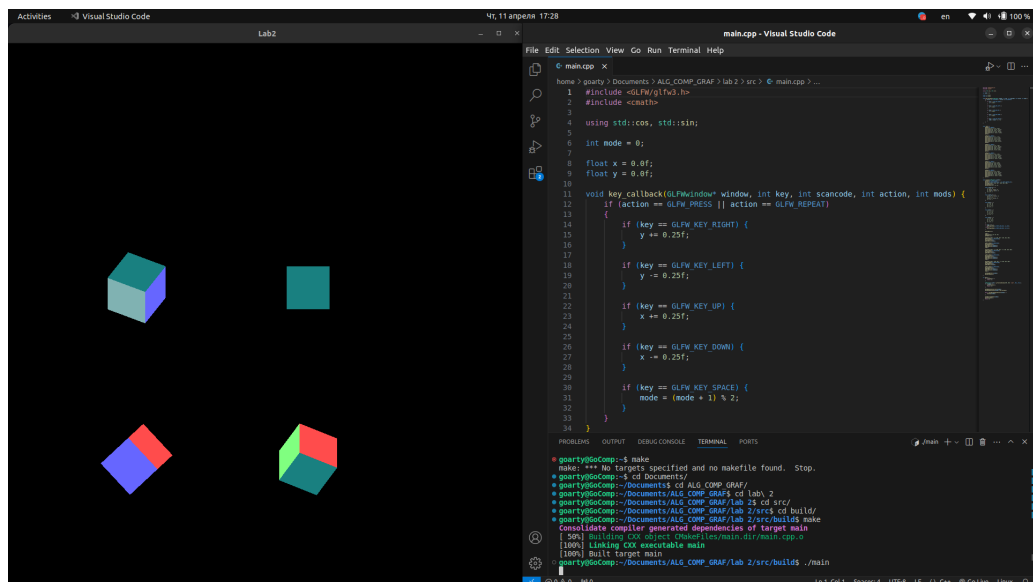 Activities
Visual Studio Code
Чт, 11 апреля 17:28
en
100 %
Lab2
main.cpp - Visual Studio Code
File Edit Selection View Go Run Terminal Help
main.cpp
home > goarty > Documents > ALG_COMP_GRAF > lab 2 > src > main.cpp > ...
1 #include <GLFW/glfw3.h>
2 #include <cmath>
3
4 using std::cos, std::sin;
5
6 int mode = 0;
7
8 float x = 0.0f;
9 float y = 0.0f;
10
11 void key_callback(GLFWwindow* window, int key, int scancode, int action, int mods) {
12 if (action == GLFW_PRESS || action == GLFW_REPEAT)
13 {
14 if (key == GLFW_KEY_RIGHT) {
15 y += 0.25f;
16 }
17
18 if (key == GLFW_KEY_LEFT) {
19 y -= 0.25f;
20 }
21
22 if (key == GLFW_KEY_UP) {
23 x += 0.25f;
24 }
25
26 if (key == GLFW_KEY_DOWN) {
27 x -= 0.25f;
28 }
29
30 if (key == GLFW_KEY_SPACE) {
31 mode = (mode + 1) % 2;
32 }
33 }
34 }
PROBLEMS OUTPUT DEBUG CONSOLE TERMINAL PORTS
./main
goarty@GoComp:~$ make
make: *** No targets specified and no makefile found. Stop.
goarty@GoComp:~$ cd Documents/
goarty@GoComp:~/Documents$ cd ALG_COMP_GRAF/
goarty@GoComp:~/Documents/ALG_COMP_GRAF$ cd lab\ 2
goarty@GoComp:~/Documents/ALG_COMP_GRAF/lab 2$ cd src/
goarty@GoComp:~/Documents/ALG_COMP_GRAF/lab 2/src$ cd build/
goarty@GoComp:~/Documents/ALG_COMP_GRAF/lab 2/src/build$ make
Consolidate compiler generated dependencies of target main
[ 50%] Building CXX object CMakeFiles/main.dir/main.cpp.o
[100%] Linking CXX executable main
[100%] Built target main
goarty@GoComp:~/Documents/ALG_COMP_GRAF/lab 2/src/build$ ./main